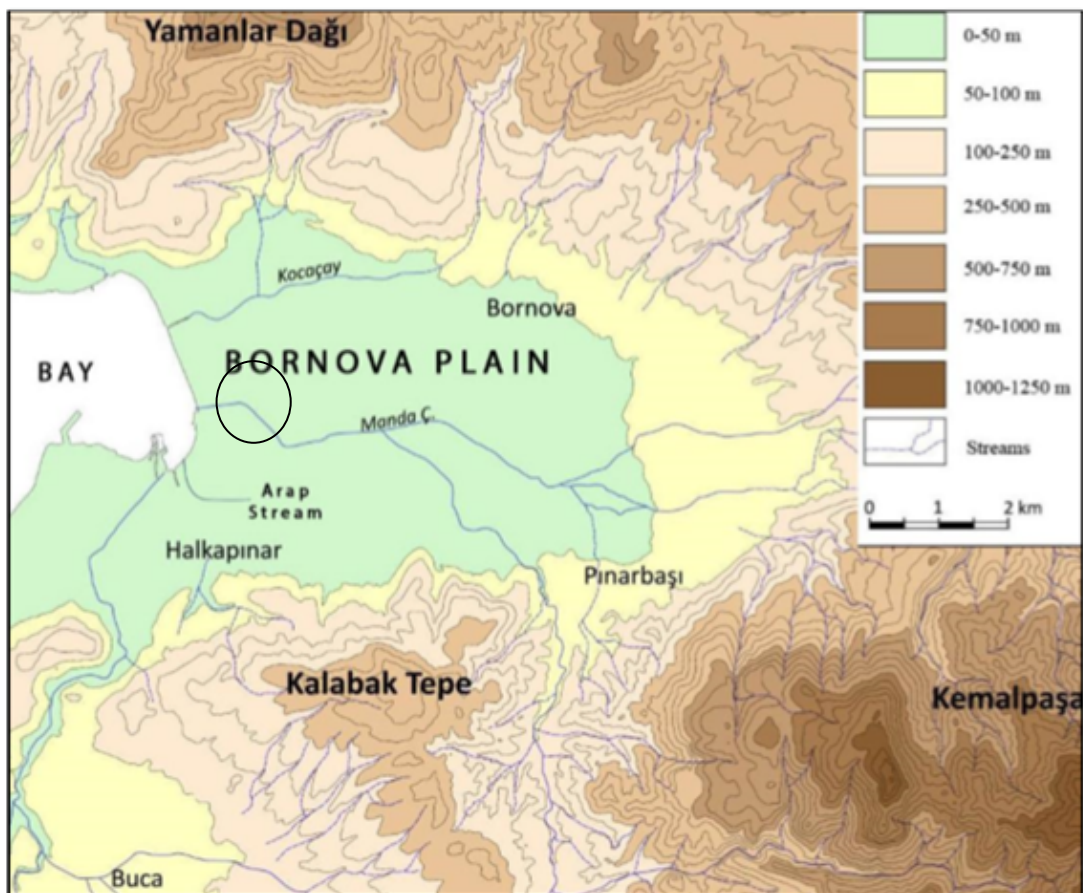 Yamanlar Dağı
0-50 m
50-100 m
100-250 m
250-500 m
500-750 m
750-1000 m
1000-1250 m
Streams
0 1 2 km
Kocaçay
Bornova
BORNOVA PLAIN
BAY
Manda Ç.
Arap
Stream
Halkapınar
Pınarbaşı
Kalabak Tepe
Kemalpaşa
Buca